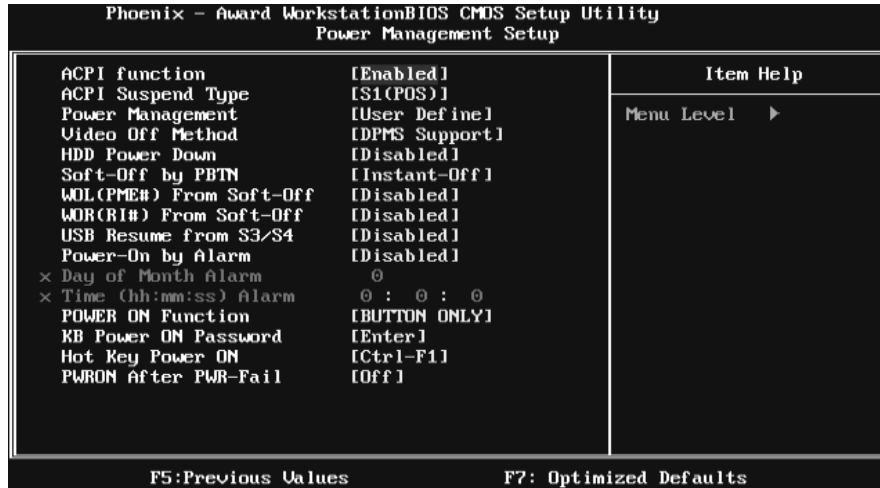 Phoenix - Award WorkstationBIOS CMOS Setup Utility
Power Management Setup
ACPI function [Enabled]
ACPI Suspend Type [S1(POS)]
Power Management [User Define]
Video Off Method [DPMS Support]
HDD Power Down [Disabled]
Soft-Off by PBTN [Instant-Off]
WOL(PME#) From Soft-Off [Disabled]
WOR(RI#) From Soft-Off [Disabled]
USB Resume from S3/S4 [Disabled]
Power-On by Alarm [Disabled]
× Day of Month Alarm 0
× Time (hh:mm:ss) Alarm 0 : 0 : 0
POWER ON Function [BUTTON ONLY]
KB Power ON Password [Enter]
Hot Key Power ON [Ctrl-F1]
PWRON After PWR-Fail [Off]
Item Help
Menu Level ▶
F5:Previous Values F7: Optimized Defaults